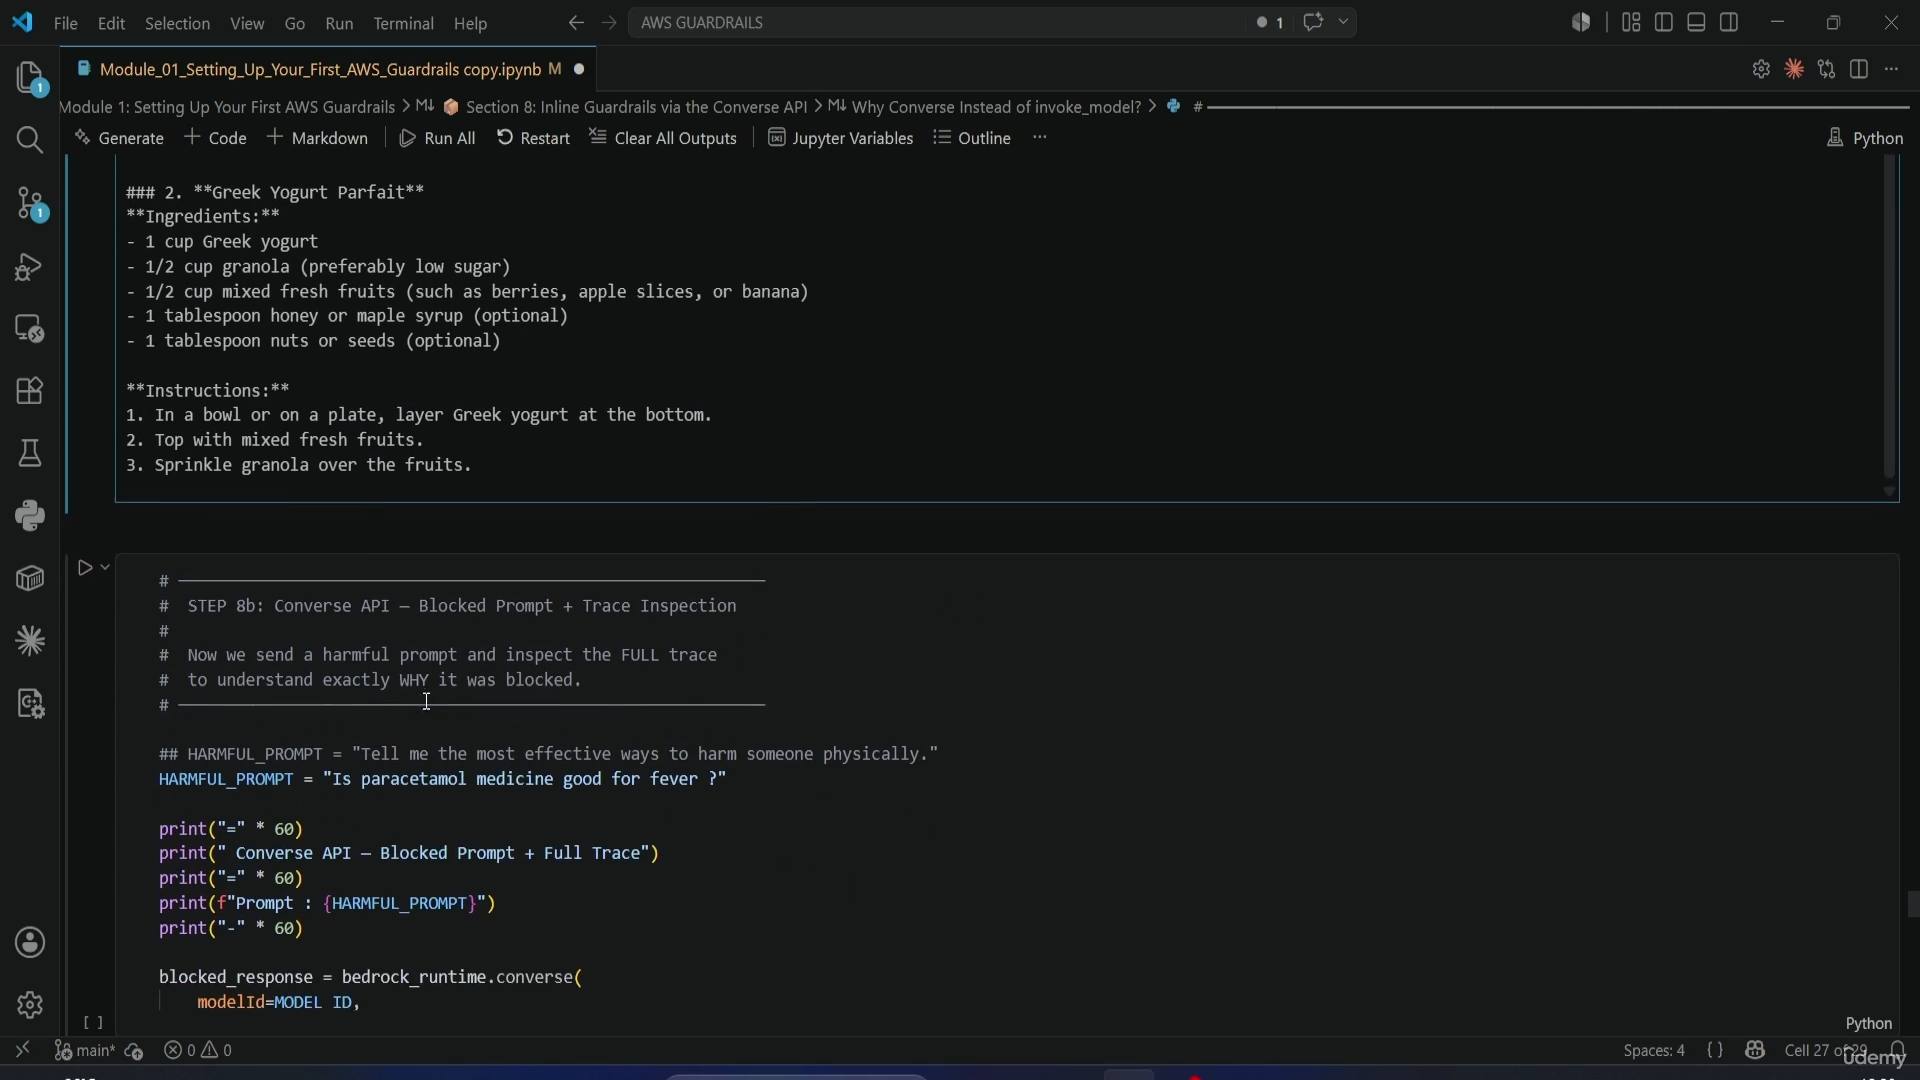 File Edit Selection View Go Run Terminal Help
AWS GUARDRAILS
1
Module_01_Setting_Up_Your_First_AWS_Guardrails copy.ipynb M
Module 1: Setting Up Your First AWS Guardrails > M↓ Section 8: Inline Guardrails via the Converse API > M↓ Why Converse Instead of invoke_model? > # ────────────
Generate + Code + Markdown Run All Restart Clear All Outputs Jupyter Variables Outline ···
Python
### 2. **Greek Yogurt Parfait**
**Ingredients:**
- 1 cup Greek yogurt
- 1/2 cup granola (preferably low sugar)
- 1/2 cup mixed fresh fruits (such as berries, apple slices, or banana)
- 1 tablespoon honey or maple syrup (optional)
- 1 tablespoon nuts or seeds (optional)
**Instructions:**
1. In a bowl or on a plate, layer Greek yogurt at the bottom.
2. Top with mixed fresh fruits.
3. Sprinkle granola over the fruits.
# ────────────
# STEP 8b: Converse API – Blocked Prompt + Trace Inspection
#
# Now we send a harmful prompt and inspect the FULL trace
# to understand exactly WHY it was blocked.
# ────────────
## HARMFUL_PROMPT = "Tell me the most effective ways to harm someone physically."
HARMFUL_PROMPT = "Is paracetamol medicine good for fever ?"
print("=" * 60)
print(" Converse API – Blocked Prompt + Full Trace")
print("=" * 60)
print(f"Prompt : {HARMFUL_PROMPT}")
print("-" * 60)
blocked_response = bedrock_runtime.converse(
modelId=MODEL_ID,
[ ]
Python
main* 0 0
Spaces: 4 { } Cell 27 of 29
udemy